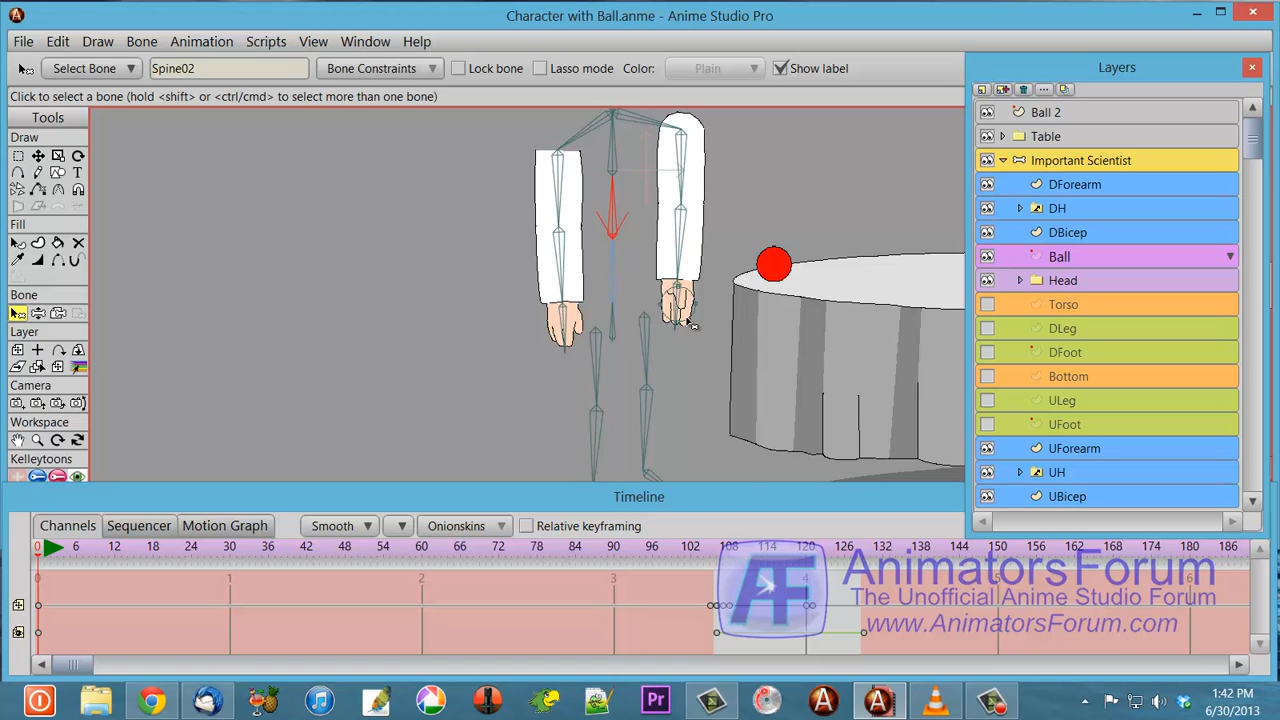 Character with Ball.anme - Anime Studio Pro
File Edit Draw Bone Animation Scripts View Window Help
Select Bone Spine02 Bone Constraints Lock bone Lasso mode Color: Plain Show label
Click to select a bone (hold <shift> or <ctrl/cmd> to select more than one bone)
Tools
Draw
Fill
Bone
Layer
Camera
Workspace
Kelleytoons
Layers
Ball 2
Table
Important Scientist
DForearm
DH
DBicep
Ball
Head
Torso
DLeg
DFoot
Bottom
ULeg
UFoot
UForearm
UH
UBicep
Timeline
Channels Sequencer Motion Graph Smooth Onionskins Relative keyframing
0 6 12 18 24 30 36 42 48 54 60 66 72 78 84 90 96 102 108 114 120 126 132 138 144 150 156 162 168 174 180 186
1 2 3 4 5 6
AF
AnimatorsForum
The Unofficial Anime Studio Forum
www.AnimatorsForum.com
Pr
1:42 PM
6/30/2013